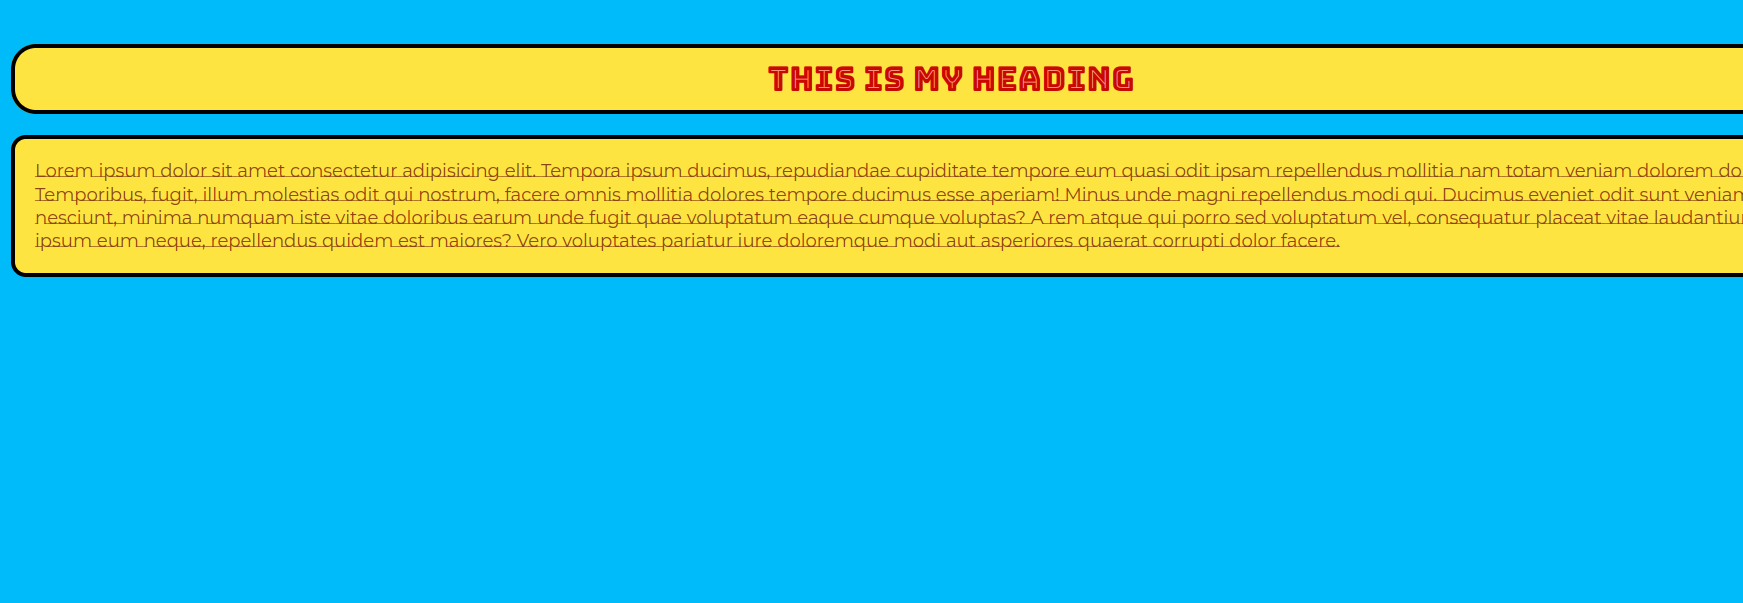 THIS IS MY HEADING
Lorem ipsum dolor sit amet consectetur adipisicing elit. Tempora ipsum ducimus, repudiandae cupiditate tempore eum quasi odit ipsam repellendus mollitia nam totam veniam dolorem do
Temporibus, fugit, illum molestias odit qui nostrum, facere omnis mollitia dolores tempore ducimus esse aperiam! Minus unde magni repellendus modi qui. Ducimus eveniet odit sunt veniam
nesciunt, minima numquam iste vitae doloribus earum unde fugit quae voluptatum eaque cumque voluptas? A rem atque qui porro sed voluptatum vel, consequatur placeat vitae
ipsum eum neque, repellendus quidem est maiores? Vero voluptates pariatur iure doloremque modi aut asperiores quaerat corrupti dolor facere.